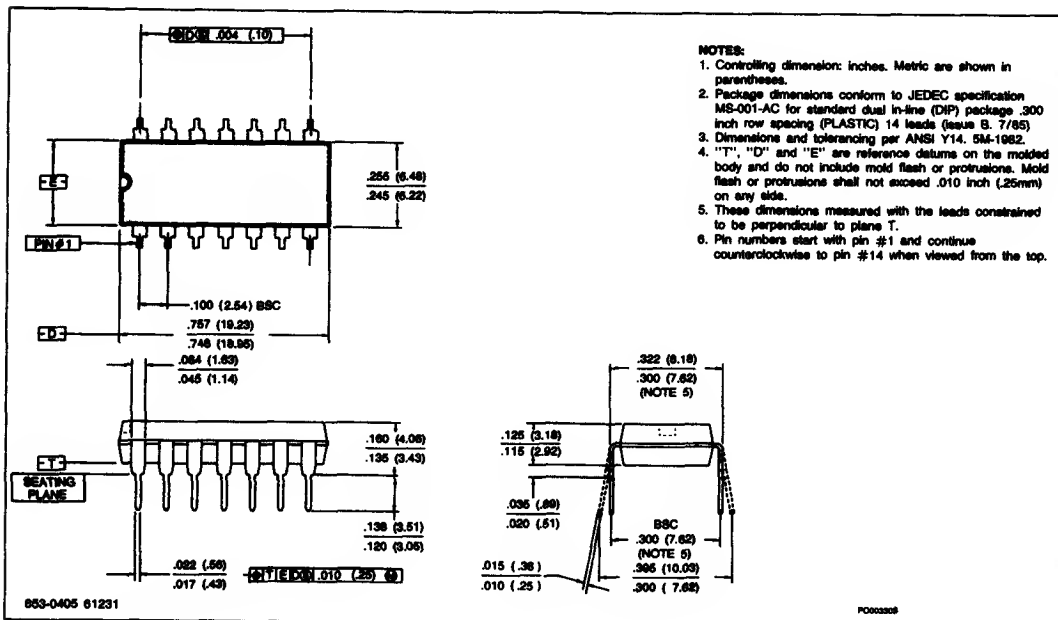 .004 (.10)
NOTES:
1. Controlling dimension: inches. Metric are shown in
parentheses.
2. Package dimensions conform to JEDEC specification
MS-001-AC for standard dual in-line (DIP) package .300
inch row spacing (PLASTIC) 14 leads (issue B. 7/85)
3. Dimensions and tolerancing per ANSI Y14. 5M-1982.
4. "T", "D" and "E" are reference datums on the molded
body and do not include mold flash or protrusions. Mold
flash or protrusions shall not exceed .010 inch (.25mm)
on any side.
5. These dimensions measured with the leads constrained
to be perpendicular to plane T.
6. Pin numbers start with pin #1 and continue
counterclockwise to pin #14 when viewed from the top.
-E-
.255 (6.48)
.245 (6.22)
PIN #1
.100 (2.54) BSC
-D-
.757 (19.23)
.746 (18.95)
.064 (1.63)
.045 (1.14)
.160 (4.06)
.135 (3.43)
-T-
SEATING
PLANE
.138 (3.51)
.120 (3.05)
.022 (.56)
.017 (.43)
T E D .010 (.25)
.322 (8.18)
.300 (7.62)
(NOTE 5)
.125 (3.18)
.115 (2.92)
.035 (.89)
.020 (.51)
BSC
.300 (7.62)
(NOTE 5)
.395 (10.03)
.300 ( 7.62)
.015 (.38)
.010 (.25)
853-0405 81231